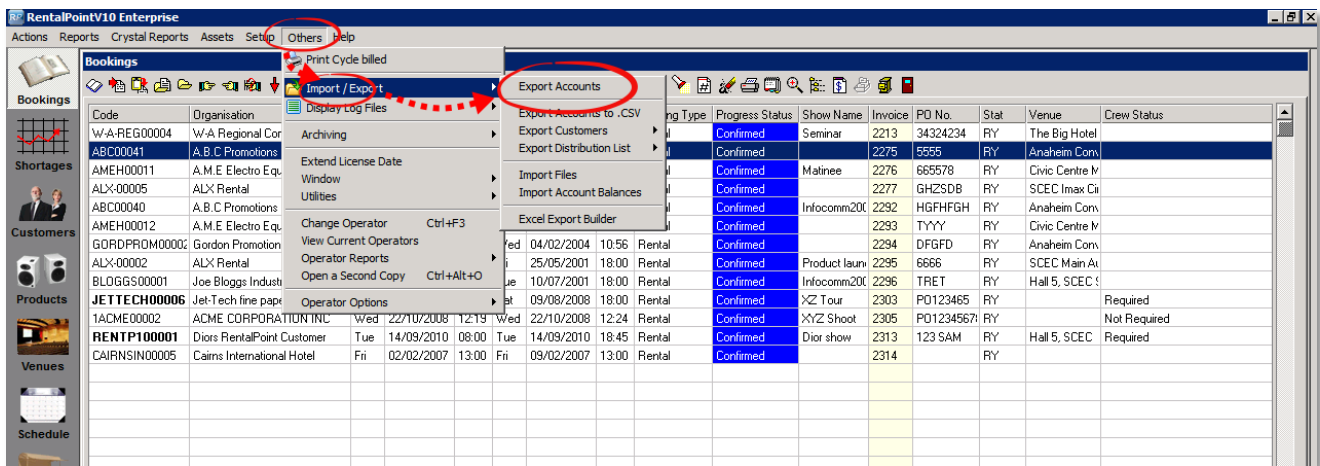 RentalPointV10 Enterprise
Actions Reports Crystal Reports Assets Setup Others Help
Bookings
Bookings
Shortages
Customers
Products
Venues
Schedule
Print Cycle billed
Import / Export
Display Log Files
Archiving
Extend License Date
Window
Utilities
Change Operator Ctrl+F3
View Current Operators
Operator Reports
Open a Second Copy Ctrl+Alt+O
Operator Options
Export Accounts
Export Accounts to .CSV
Export Customers
Export Distribution List
Import Files
Import Account Balances
Excel Export Builder
Code Organisation ng Type Progress Status Show Name Invoice PO No. Stat Venue Crew Status
W-A-REG00004 W-A Regional Cor Confirmed Seminar 2213 34324234 RY The Big Hotel
ABC00041 A.B.C Promotions Confirmed 2275 5555 RY Anaheim Conv
AMEH00011 A.M.E Electro Equ Confirmed Matinee 2276 665578 RY Civic Centre M
ALX-00005 ALX Rental Confirmed 2277 GHZSDB RY SCEC Imax Cir
ABC00040 A.B.C Promotions Confirmed Infocomm200 2292 HGFHFGH RY Anaheim Conv
AMEH00012 A.M.E Electro Equ Confirmed 2293 TYYY RY Civic Centre M
GORDPROM00002 Gordon Promotion Wed 04/02/2004 10:56 Rental Confirmed 2294 DFGFD RY Anaheim Conv
ALX-00002 ALX Rental 25/05/2001 18:00 Rental Confirmed Product laun 2295 6666 RY SCEC Main Au
BLOGGS00001 Joe Bloggs Industr ue 10/07/2001 18:00 Rental Confirmed Infocomm200 2296 TRET RY Hall 5, SCEC S
JETTECH00006 Jet-Tech fine pape at 09/08/2008 18:00 Rental Confirmed XZ Tour 2303 PO123465 RY Required
1ACME00002 ACME CORPORATION INC Wed 22/10/2008 12:19 Wed 22/10/2008 12:24 Rental Confirmed XYZ Shoot 2305 PO1234567 RY Not Required
RENTP100001 Diors RentalPoint Customer Tue 14/09/2010 08:00 Tue 14/09/2010 18:45 Rental Confirmed Dior show 2313 123 SAM RY Hall 5, SCEC Required
CAIRNSIN00005 Cairns International Hotel Fri 02/02/2007 13:00 Fri 09/02/2007 13:00 Rental Confirmed 2314 RY